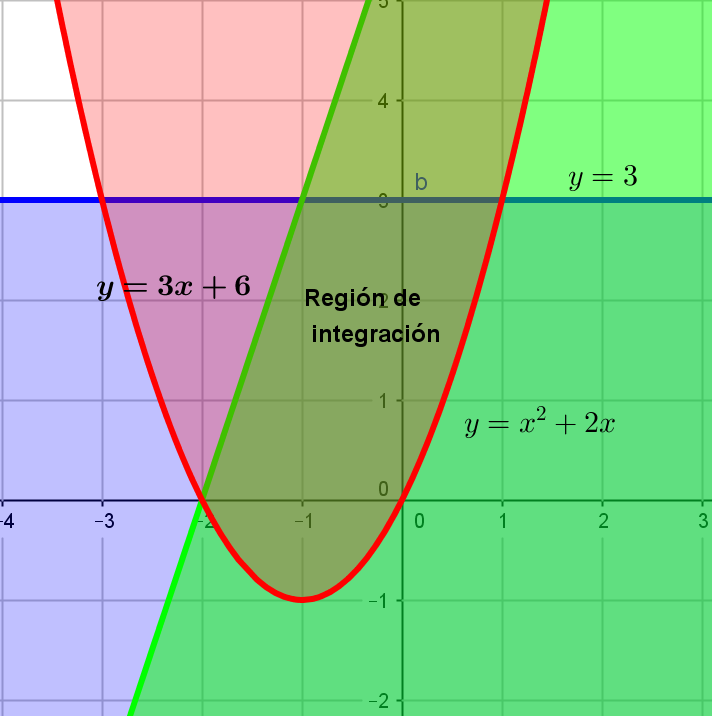 5
4
b
y = 3
3
y = 3x + 6
Región de
2
integración
1
y = x² + 2x
0
-4 −3 −2 −1 0 1 2 3
−1
−2